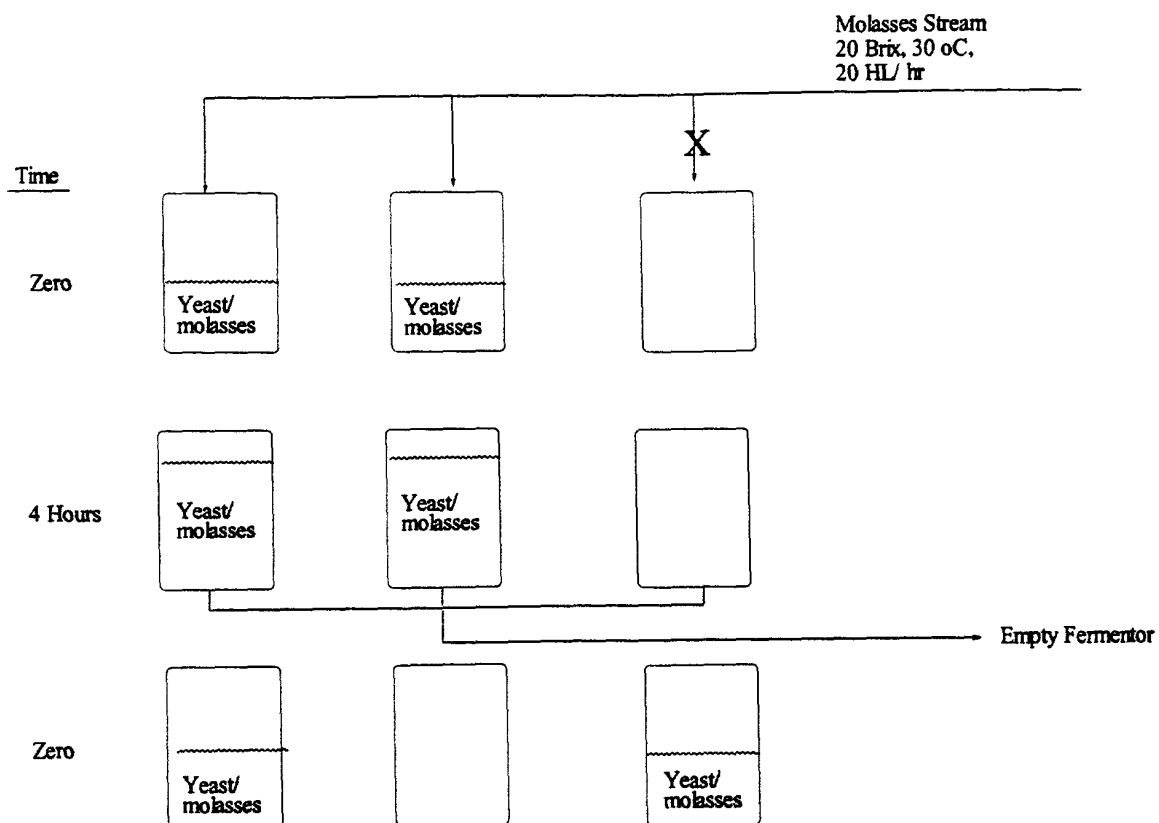 Molasses Stream
20 Brix, 30 oC,
20 HL/ hr
X
Time
Zero
Yeast/
molasses
Yeast/
molasses
4 Hours
Yeast/
molasses
Yeast/
molasses
Empty Fermentor
Zero
Yeast/
molasses
Yeast/
molasses